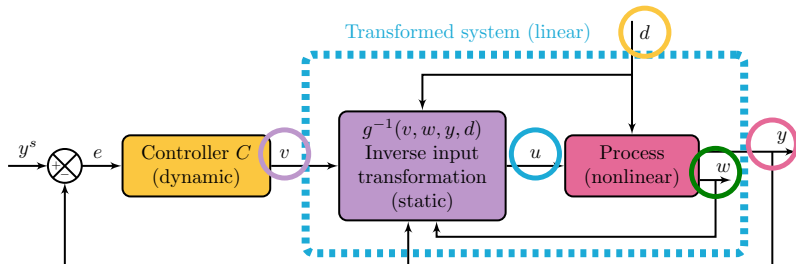 Transformed system (linear)
d
y^s
+
−
e
Controller C
(dynamic)
v
g^{-1}(v, w, y, d)
Inverse input
transformation
(static)
u
Process
(nonlinear)
y
w